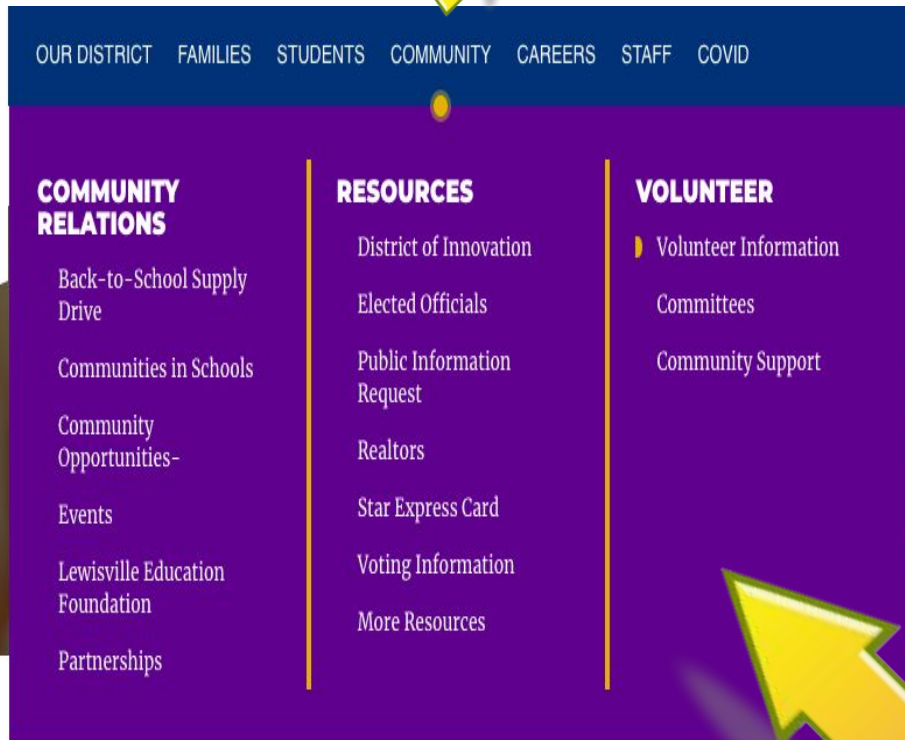 OUR DISTRICT FAMILIES STUDENTS COMMUNITY CAREERS STAFF COVID
COMMUNITY
RELATIONS
Back-to-School Supply
Drive
Communities in Schools
Community
Opportunities-
Events
Lewisville Education
Foundation
Partnerships
RESOURCES
District of Innovation
Elected Officials
Public Information
Request
Realtors
Star Express Card
Voting Information
More Resources
VOLUNTEER
Volunteer Information
Committees
Community Support